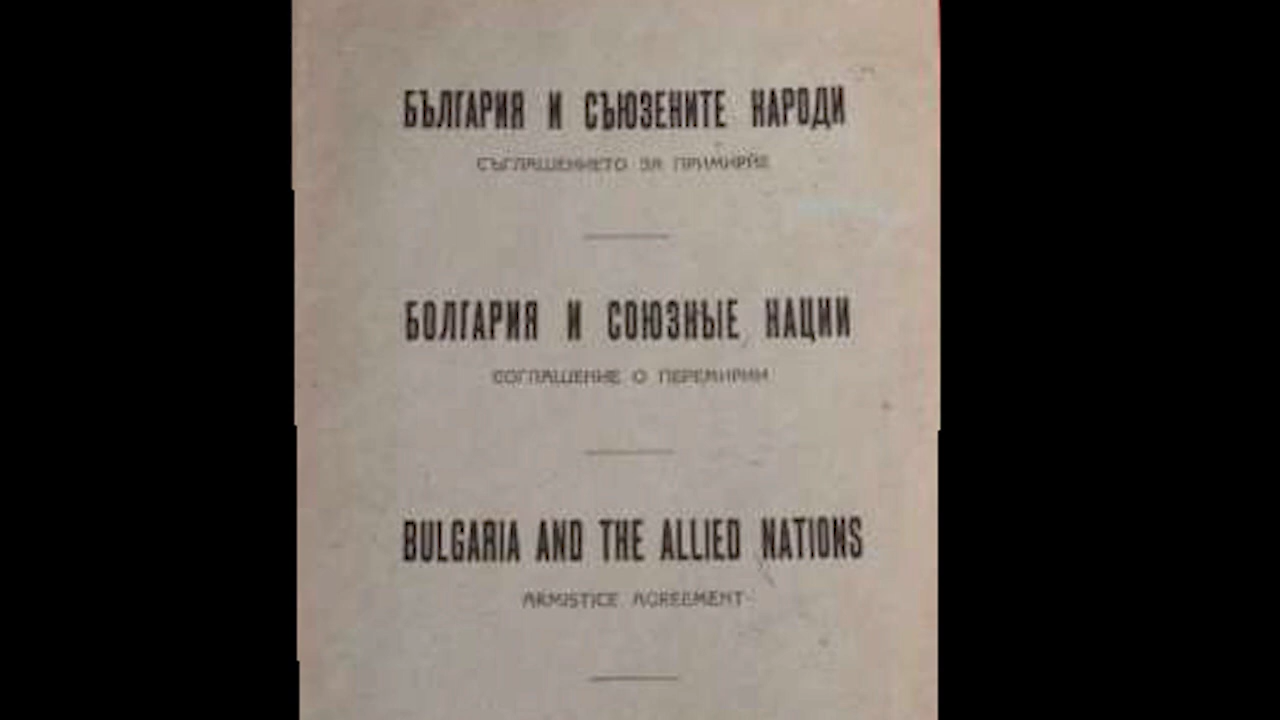 БЪЛГАРИЯ И СЪЮЗЕНИТЕ НАРОДИ
СЪГЛАШЕНИЕТО ЗА ПРИМИРИЕ
БОЛГАРИЯ И СОЮЗНЫЕ НАЦИИ
СОГЛАШЕНИЕ О ПЕРЕМИРИИ
BULGARIA AND THE ALLIED NATIONS
ARMISTICE AGREEMENT